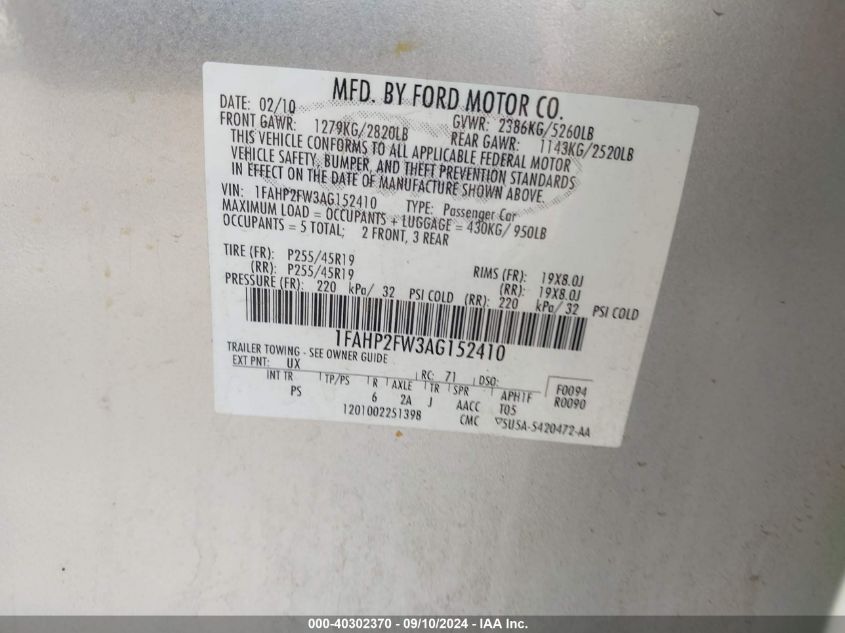 MFD. BY FORD MOTOR CO.
DATE: 02/10 GVWR: 2386KG/5260LB
FRONT GAWR: 1279KG/2820LB REAR GAWR: 1143KG/2520LB
THIS VEHICLE CONFORMS TO ALL APPLICABLE FEDERAL MOTOR
VEHICLE SAFETY, BUMPER, AND THEFT PREVENTION STANDARDS
IN EFFECT ON THE DATE OF MANUFACTURE SHOWN ABOVE.
VIN: 1FAHP2FW3AG152410 TYPE: Passenger Car
MAXIMUM LOAD = OCCUPANTS + LUGGAGE = 430KG/ 950LB
OCCUPANTS = 5 TOTAL; 2 FRONT, 3 REAR
TIRE (FR): P255/45R19 RIMS (FR): 19X8.0J
(RR): P255/45R19 (RR): 19X8.0J
PRESSURE (FR): 220 kPa/ 32 PSI COLD (RR): 220 kPa/ 32 PSI COLD
1FAHP2FW3AG152410
TRAILER TOWING - SEE OWNER GUIDE
EXT PNT: UX RC: 71 DSO: F0094
INT TR TP/PS R AXLE TR SPR APHTF R0090
PS 6 2A J AACC T05
1201002251398 CMC 5USA-5420472-AA
000-40302370 - 09/10/2024 - IAA Inc.